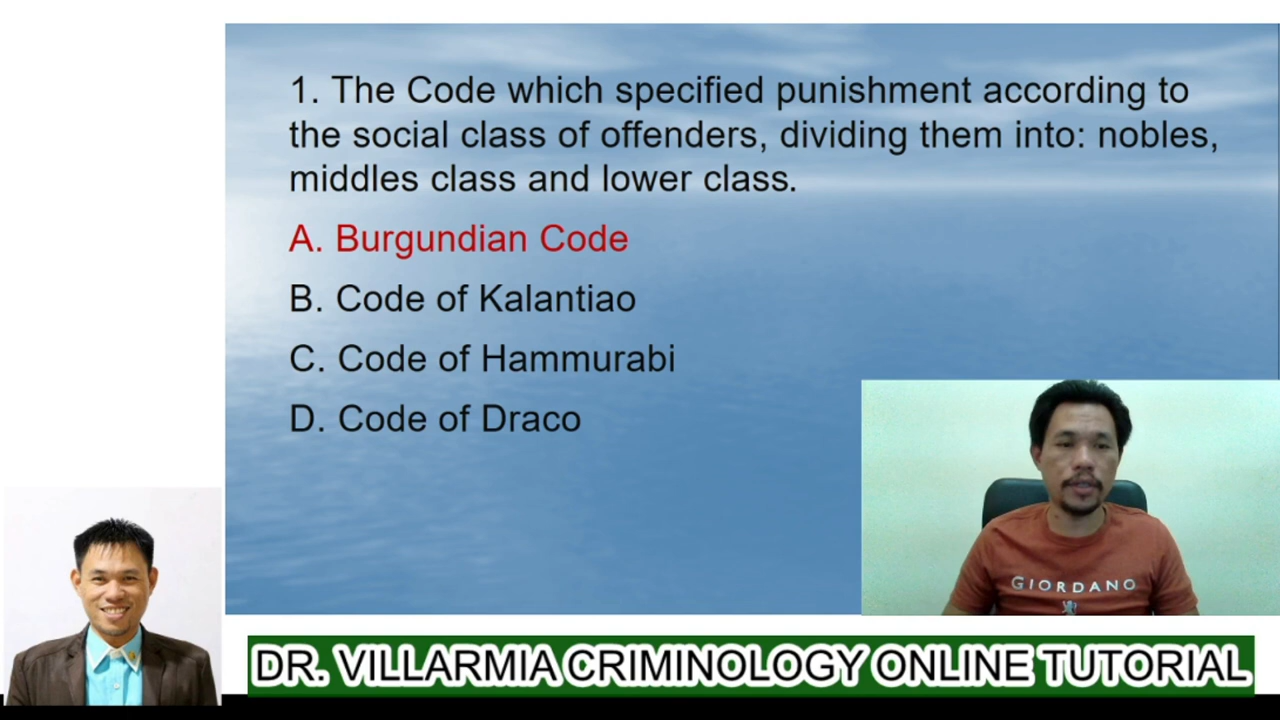 1. The Code which specified punishment according to
the social class of offenders, dividing them into: nobles,
middles class and lower class.
A. Burgundian Code
B. Code of Kalantiao
C. Code of Hammurabi
D. Code of Draco
GIORDANO
DR. VILLARMIA CRIMINOLOGY ONLINE TUTORIAL